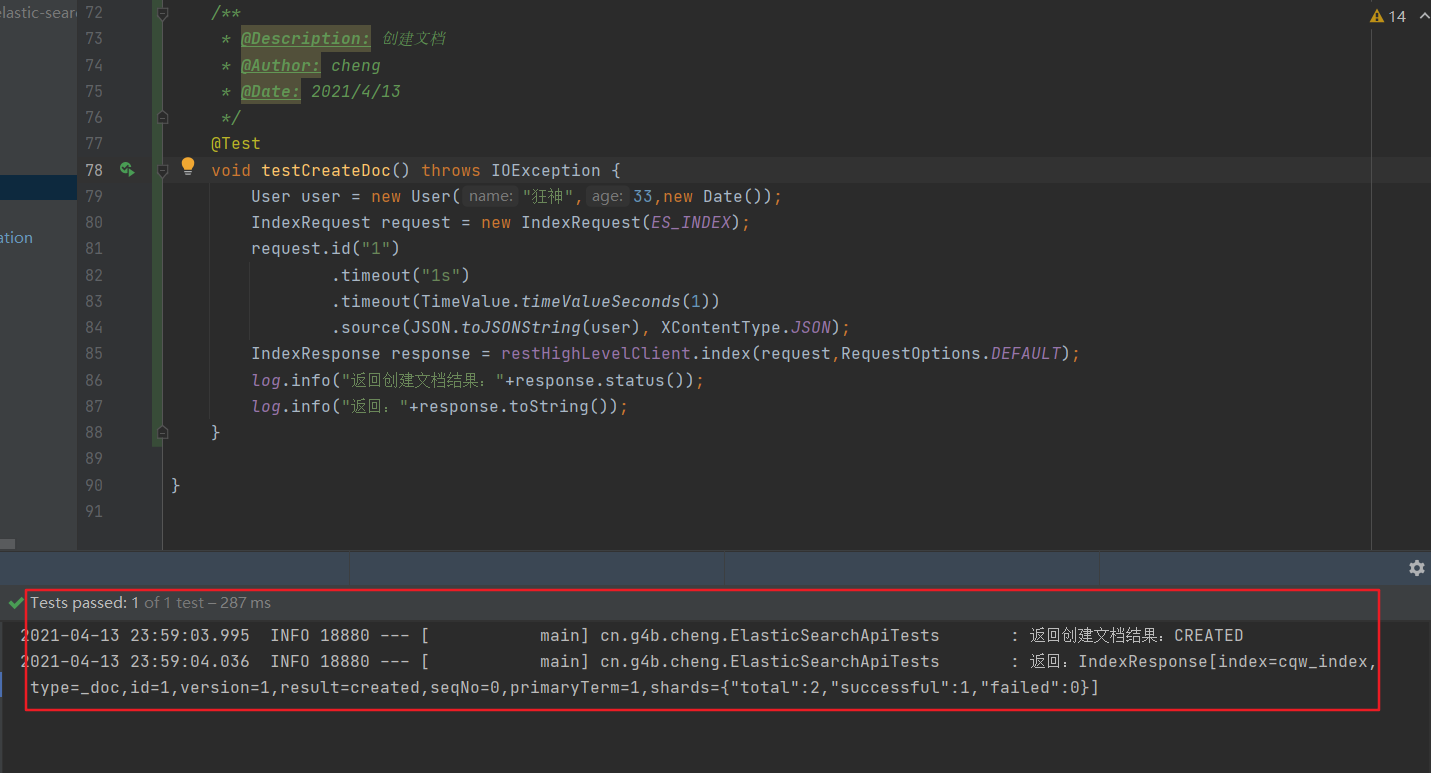 elastic-sear
ation
14
72 /**
73 * @Description: 创建文档
74 * @Author: cheng
75 * @Date: 2021/4/13
76 */
77 @Test
78 void testCreateDoc() throws IOException {
79 User user = new User( name: "狂神", age: 33,new Date());
80 IndexRequest request = new IndexRequest(ES_INDEX);
81 request.id("1")
82 .timeout("1s")
83 .timeout(TimeValue.timeValueSeconds(1))
84 .source(JSON.toJSONString(user), XContentType.JSON);
85 IndexResponse response = restHighLevelClient.index(request,RequestOptions.DEFAULT);
86 log.info("返回创建文档结果："+response.status());
87 log.info("返回："+response.toString());
88 }
89
90 }
91
Tests passed: 1 of 1 test – 287 ms
2021-04-13 23:59:03.995  INFO 18880 --- [           main] cn.g4b.cheng.ElasticSearchApiTests       : 返回创建文档结果：CREATED
2021-04-13 23:59:04.036  INFO 18880 --- [           main] cn.g4b.cheng.ElasticSearchApiTests       : 返回：IndexResponse[index=cqw_index,
type=_doc,id=1,version=1,result=created,seqNo=0,primaryTerm=1,shards={"total":2,"successful":1,"failed":0}]